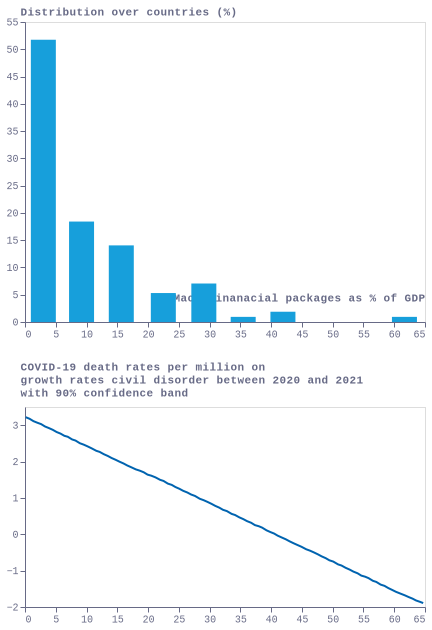 Distribution over countries (%)
55
50
45
40
35
30
25
20
15
10
5
0
inanacial packages as % of GDP
0 5 10 15 20 25 30 35 40 45 50 55 60 65
COVID-19 death rates per million on
growth rates civil disorder between 2020 and 2021
with 90% confidence band
3
2
1
0
−1
−2
0 5 10 15 20 25 30 35 40 45 50 55 60 65